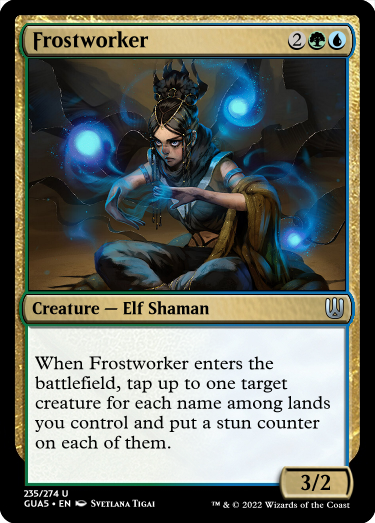 Frostworker 2
Creature — Elf Shaman
When Frostworker enters the
battlefield, tap up to one target
creature for each name among lands
you control and put a stun counter
on each of them.
3/2
235/274 U
GUA5 • EN Svetlana Tigai
™ & © 2022 Wizards of the Coast